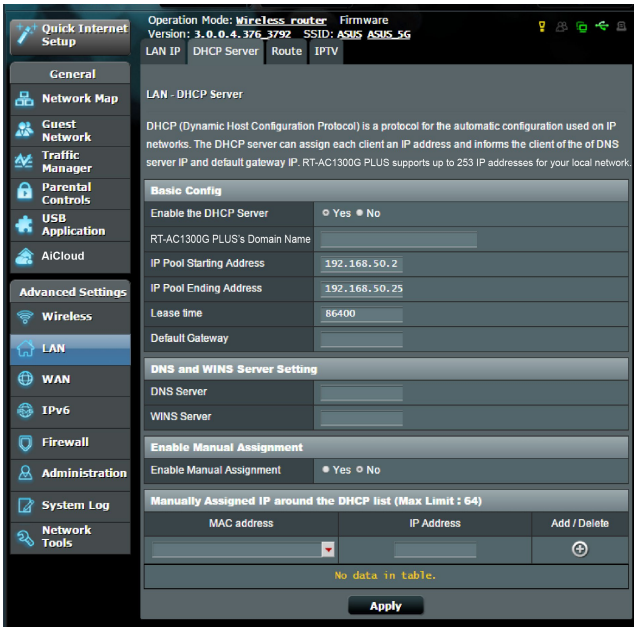 Quick Internet
Setup
Operation Mode: Wireless router Firmware
Version: 3.0.0.4.376_3792 SSID: ASUS ASUS_5G
LAN IP DHCP Server Route IPTV
General
Network Map
Guest
Network
Traffic
Manager
Parental
Controls
USB
Application
AiCloud
Advanced Settings
Wireless
LAN
WAN
IPv6
Firewall
Administration
System Log
Network
Tools
LAN - DHCP Server
DHCP (Dynamic Host Configuration Protocol) is a protocol for the automatic configuration used on IP
networks. The DHCP server can assign each client an IP address and informs the client of the of DNS
server IP and default gateway IP. RT-AC1300G PLUS supports up to 253 IP addresses for your local network.
Basic Config
Enable the DHCP Server Yes No
RT-AC1300G PLUS's Domain Name
IP Pool Starting Address 192.168.50.2
IP Pool Ending Address 192.168.50.25
Lease time 86400
Default Gateway
DNS and WINS Server Setting
DNS Server
WINS Server
Enable Manual Assignment
Enable Manual Assignment Yes No
Manually Assigned IP around the DHCP list (Max Limit : 64)
MAC address IP Address Add / Delete
No data in table.
Apply